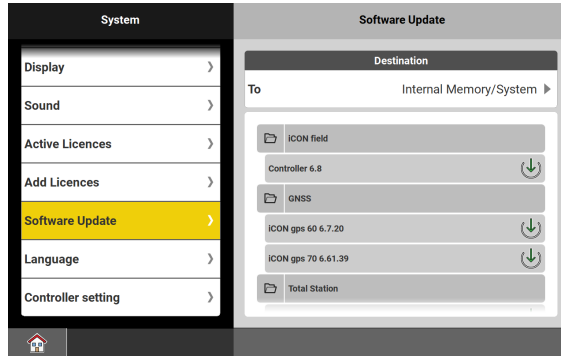 System
Display
Sound
Active Licences
Add Licences
Software Update
Language
Controller setting
Software Update
Destination
To Internal Memory/System
iCON field
Controller 6.8
GNSS
iCON gps 60 6.7.20
iCON gps 70 6.61.39
Total Station